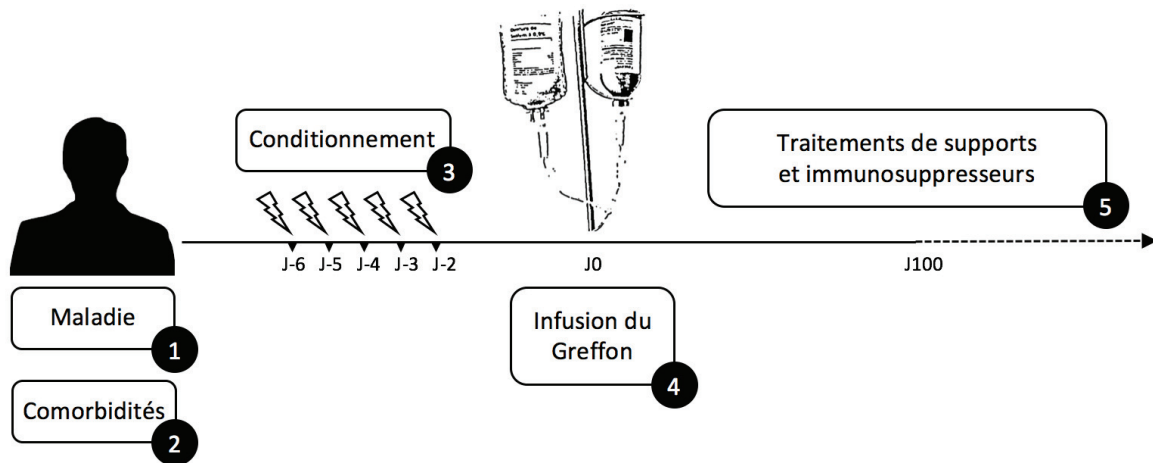 Conditionnement
3
Traitements de supports
et immunosuppresseurs
5
J-6
J-5
J-4
J-3
J-2
J0
J100
Maladie
1
Infusion du
Greffon
4
Comorbidités
2